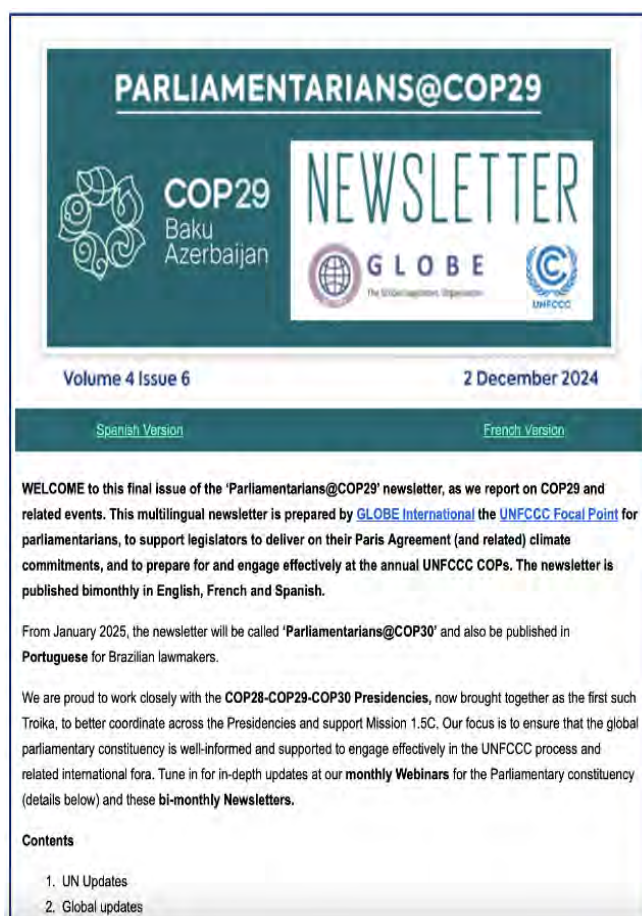 PARLIAMENTARIANS@COP29
COP29
Baku
Azerbaijan
NEWSLETTER
GLOBE
The Global Legislators Organisation
UNFCCC
Volume 4 Issue 6
2 December 2024
Spanish Version
French Version
WELCOME to this final issue of the ‘Parliamentarians@COP29’ newsletter, as we report on COP29 and
related events. This multilingual newsletter is prepared by GLOBE International the UNFCCC Focal Point for
parliamentarians, to support legislators to deliver on their Paris Agreement (and related) climate
commitments, and to prepare for and engage effectively at the annual UNFCCC COPs. The newsletter is
published bimonthly in English, French and Spanish.
From January 2025, the newsletter will be called ‘Parliamentarians@COP30’ and also be published in
Portuguese for Brazilian lawmakers.
We are proud to work closely with the COP28-COP29-COP30 Presidencies, now brought together as the first such
Troika, to better coordinate across the Presidencies and support Mission 1.5C. Our focus is to ensure that the global
parliamentary constituency is well-informed and supported to engage effectively in the UNFCCC process and
related international fora. Tune in for in-depth updates at our monthly Webinars for the Parliamentary constituency
(details below) and these bi-monthly Newsletters.
Contents
1. UN Updates
2. Global updates